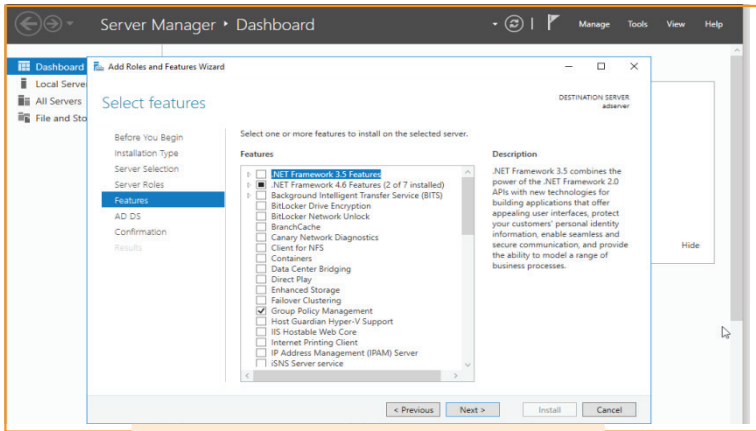 Server Manager ‣ Dashboard
Manage Tools View Help
Dashboard
Local Serve
All Servers
File and Sto
Add Roles and Features Wizard
Select features
DESTINATION SERVER
adserver
Before You Begin
Installation Type
Server Selection
Server Roles
Features
AD DS
Confirmation
Results
Select one or more features to install on the selected server.
Features
.NET Framework 3.5 Features
.NET Framework 4.6 Features (2 of 7 installed)
Background Intelligent Transfer Service (BITS)
BitLocker Drive Encryption
BitLocker Network Unlock
BranchCache
Canary Network Diagnostics
Client for NFS
Containers
Data Center Bridging
Direct Play
Enhanced Storage
Failover Clustering
Group Policy Management
Host Guardian Hyper-V Support
IIS Hostable Web Core
Internet Printing Client
IP Address Management (IPAM) Server
iSNS Server service
Description
.NET Framework 3.5 combines the
power of the .NET Framework 2.0
APIs with new technologies for
building applications that offer
appealing user interfaces, protect
your customers' personal identity
information, enable seamless and
secure communication, and provide
the ability to model a range of
business processes.
Hide
< Previous Next > Install Cancel